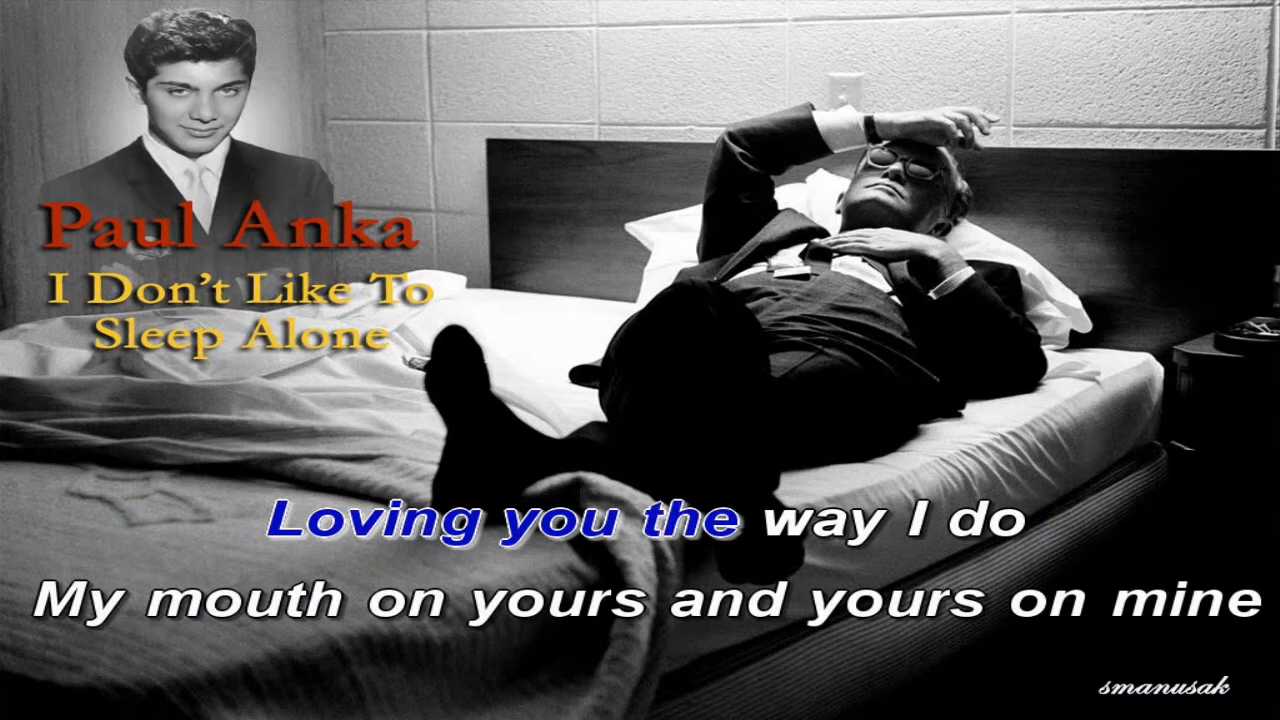 Paul Anka
I Don't Like To
Sleep Alone
Loving you the way I do
My mouth on yours and yours on mine
smanusak